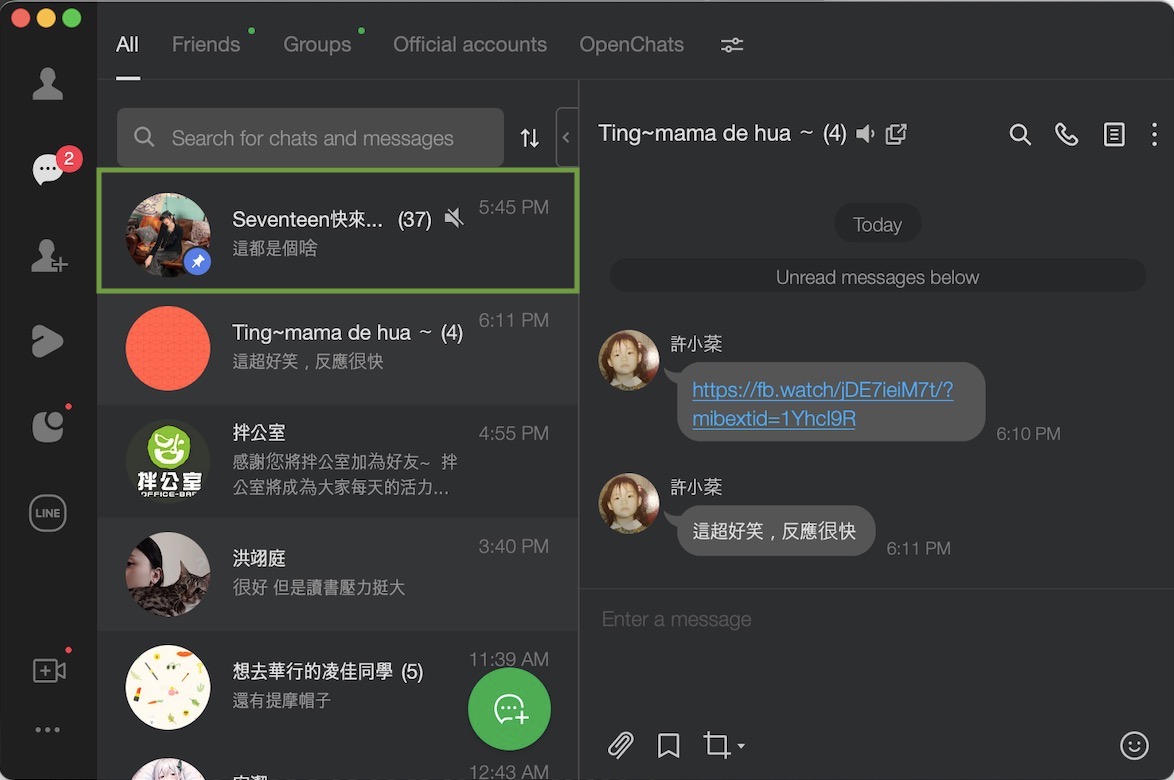 All
Friends
Groups
Official accounts
OpenChats
2
LINE
Search for chats and messages
Seventeen快來... (37)
5:45 PM
這都是個啥
Ting~mama de hua ~ (4)
6:11 PM
這超好笑，反應很快
拌公室
4:55 PM
感謝您將拌公室加為好友~ 拌
公室將成為大家每天的活力...
拌公室
OFFICE-BAR
洪翊庭
3:40 PM
很好 但是讀書壓力挺大
想去華行的凌佳同學 (5)
11:39 AM
還有提摩帽子
12:43 AM
Ting~mama de hua ~ (4)
Today
Unread messages below
許小棻
https://fb.watch/jDE7ieiM7t/?
mibextid=1YhcI9R
6:10 PM
許小棻
這超好笑，反應很快
6:11 PM
Enter a message